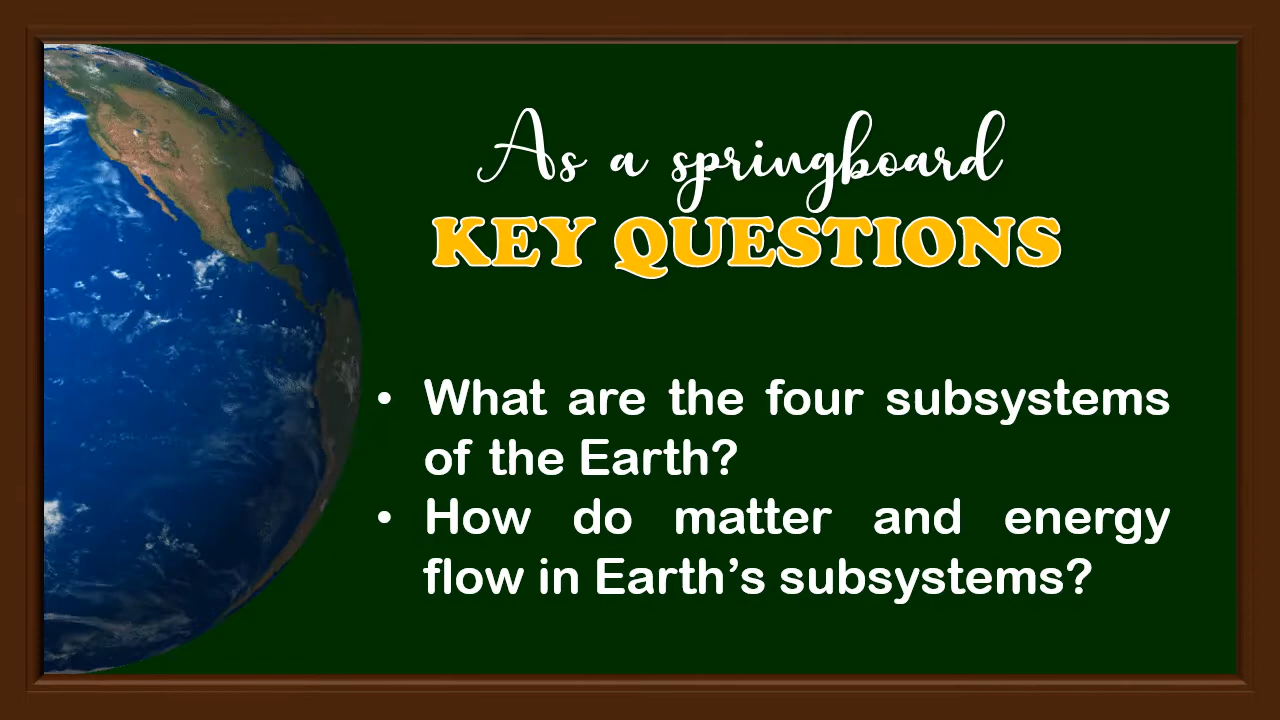 As a springboard
KEY QUESTIONS
• What are the four subsystems
of the Earth?
• How do matter and energy
flow in Earth’s subsystems?